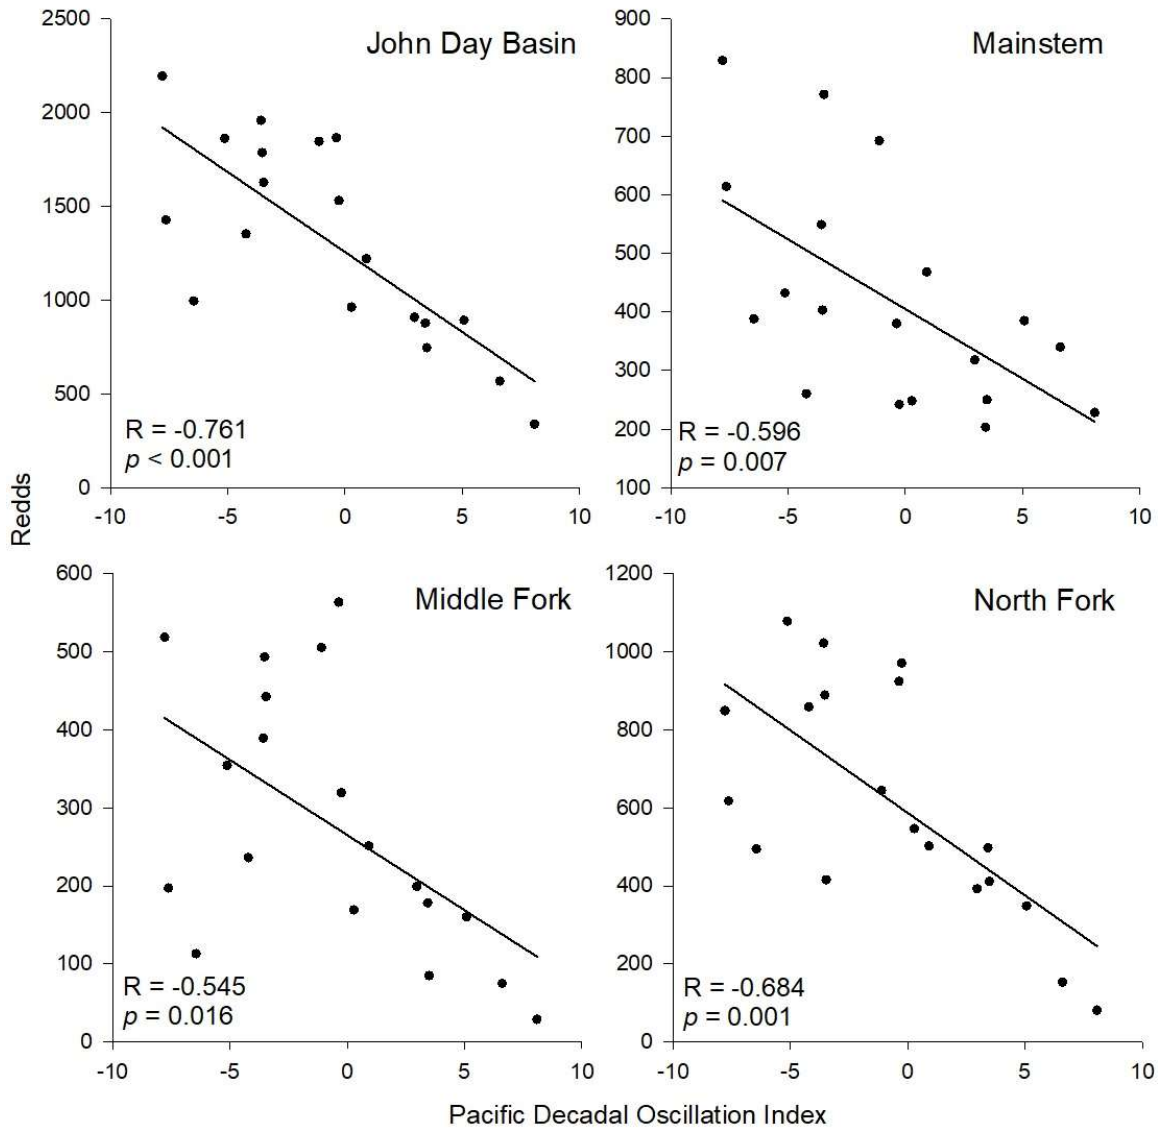 John Day Basin
2500
2000
1500
1000
500
0
R = -0.761
p < 0.001
-10 -5 0 5 10
Mainstem
900
800
700
600
500
400
300
200
100
R = -0.596
p = 0.007
-10 -5 0 5 10
Redds
Middle Fork
600
500
400
300
200
100
0
R = -0.545
p = 0.016
-10 -5 0 5 10
North Fork
1200
1000
800
600
400
200
0
R = -0.684
p = 0.001
-10 -5 0 5 10
Pacific Decadal Oscillation Index